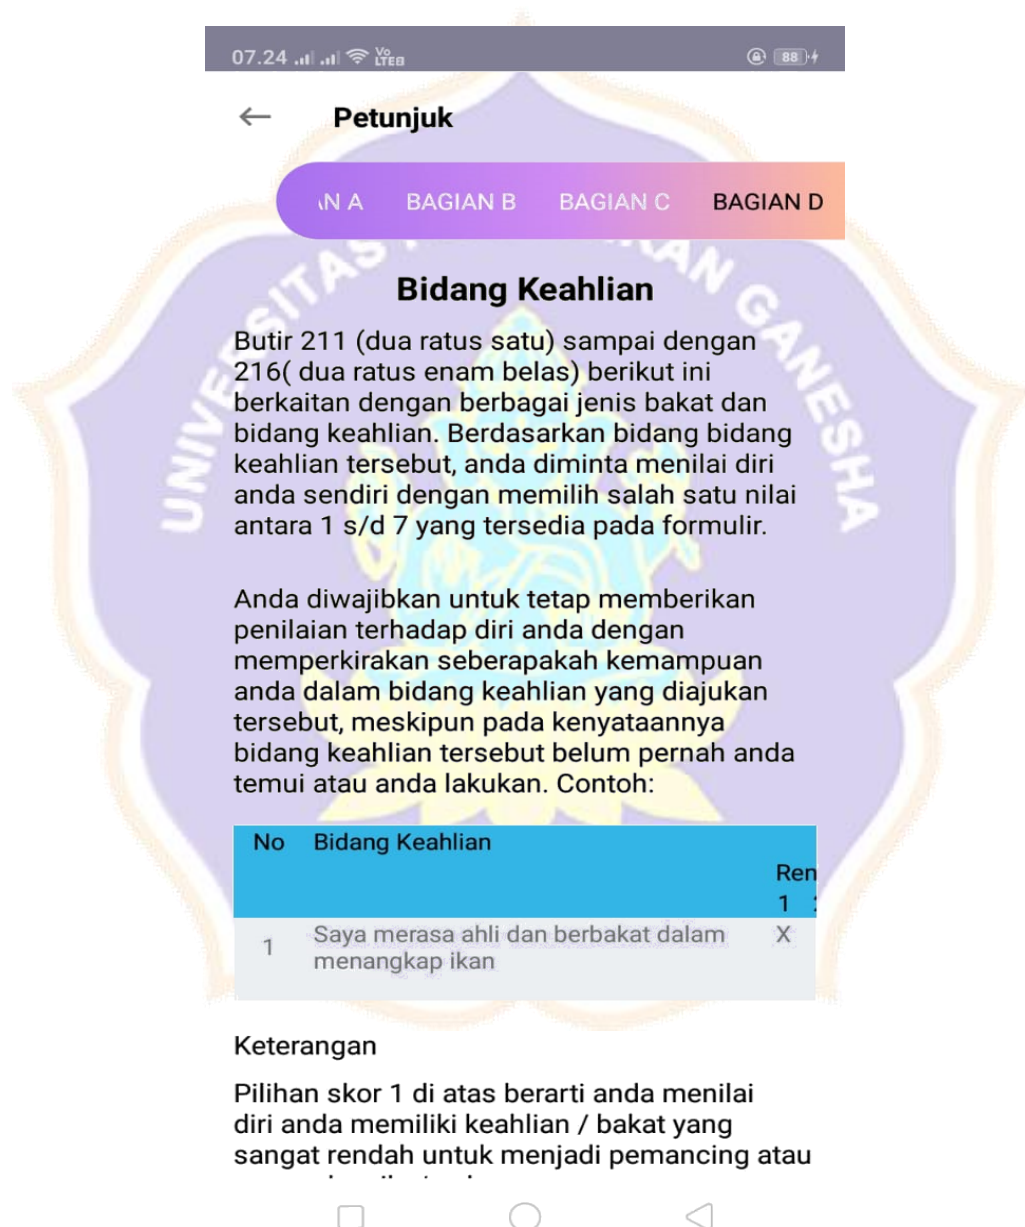 07.24 Vo LTE
88
Petunjuk
N A BAGIAN B BAGIAN C BAGIAN D
UNIVERSITAS GANESHA
Bidang Keahlian
Butir 211 (dua ratus satu) sampai dengan
216( dua ratus enam belas) berikut ini
berkaitan dengan berbagai jenis bakat dan
bidang keahlian. Berdasarkan bidang bidang
keahlian tersebut, anda diminta menilai diri
anda sendiri dengan memilih salah satu nilai
antara 1 s/d 7 yang tersedia pada formulir.
Anda diwajibkan untuk tetap memberikan
penilaian terhadap diri anda dengan
memperkirakan seberapakah kemampuan
anda dalam bidang keahlian yang diajukan
tersebut, meskipun pada kenyataannya
bidang keahlian tersebut belum pernah anda
temui atau anda lakukan. Contoh:
No Bidang Keahlian
Ren
1
1 Saya merasa ahli dan berbakat dalam X
menangkap ikan
Keterangan
Pilihan skor 1 di atas berarti anda menilai
diri anda memiliki keahlian / bakat yang
sangat rendah untuk menjadi pemancing atau